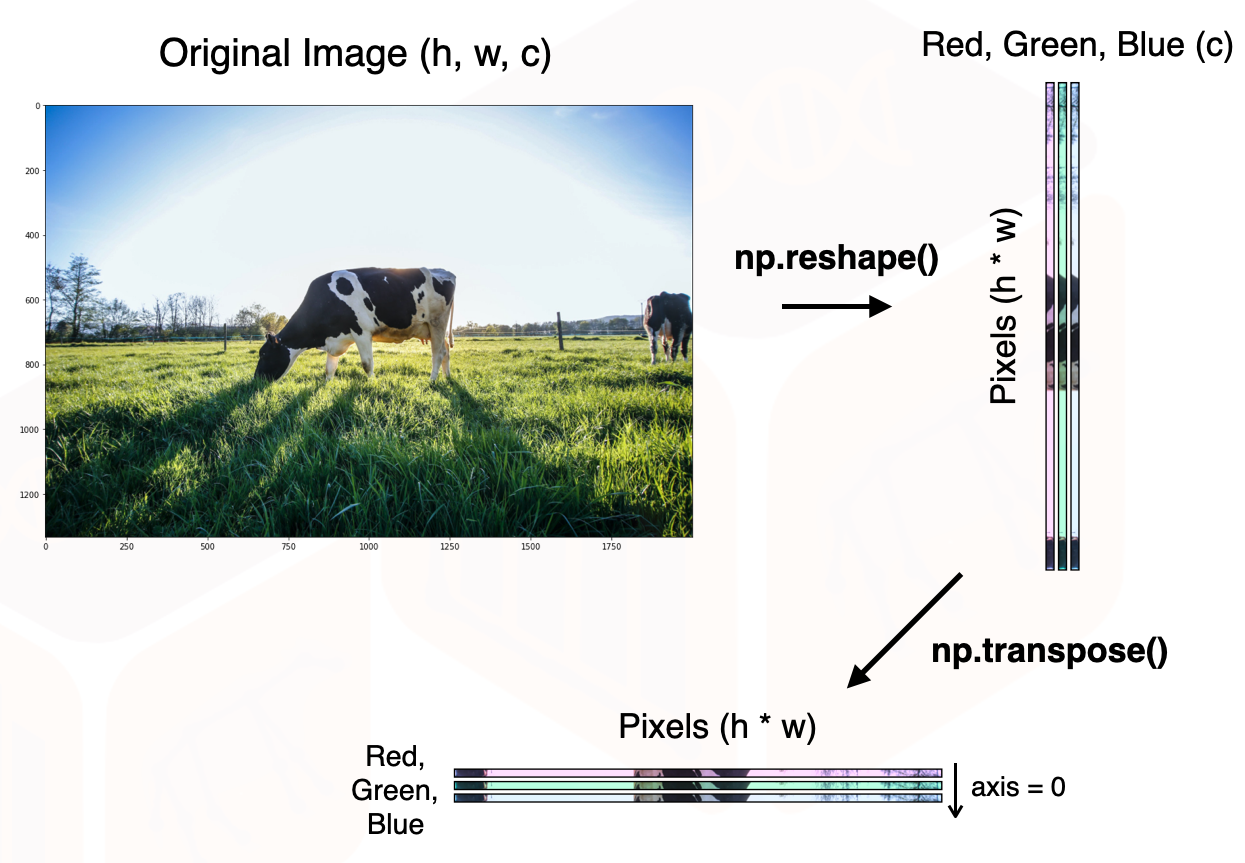 Original Image (h, w, c)
Red, Green, Blue (c)
0
200
400
600
800
1000
1200
0
250
500
750
1000
1250
1500
1750
np.reshape()
Pixels (h * w)
np.transpose()
Pixels (h * w)
Red,
Green,
Blue
axis = 0